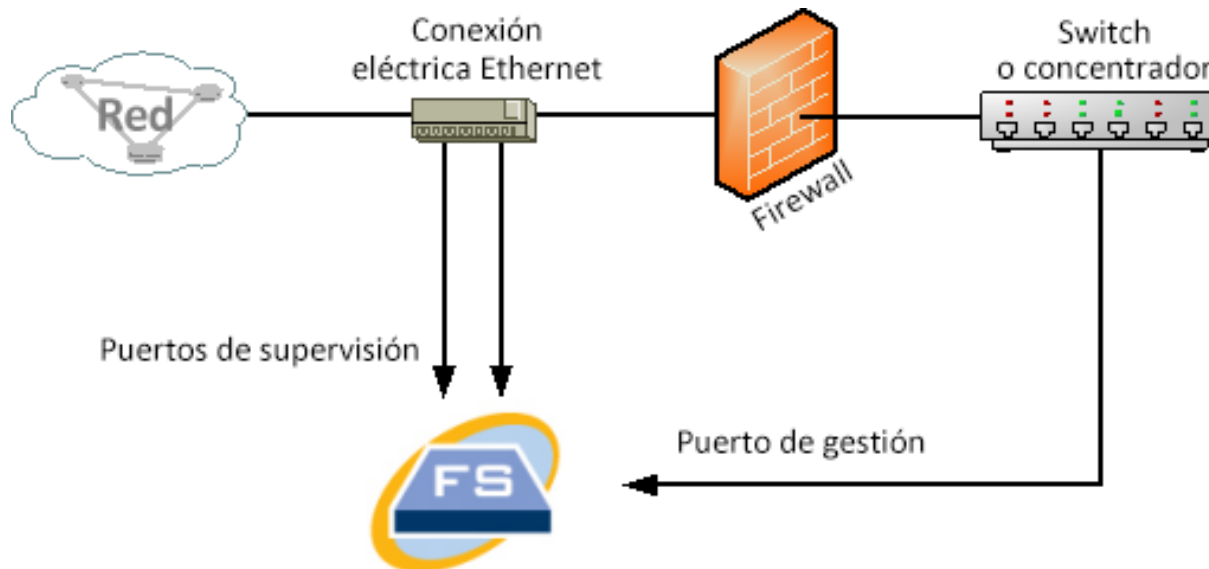 Conexión
eléctrica Ethernet
Switch
o concentrador
Red
Firewall
Puertos de supervisión
Puerto de gestión
FS